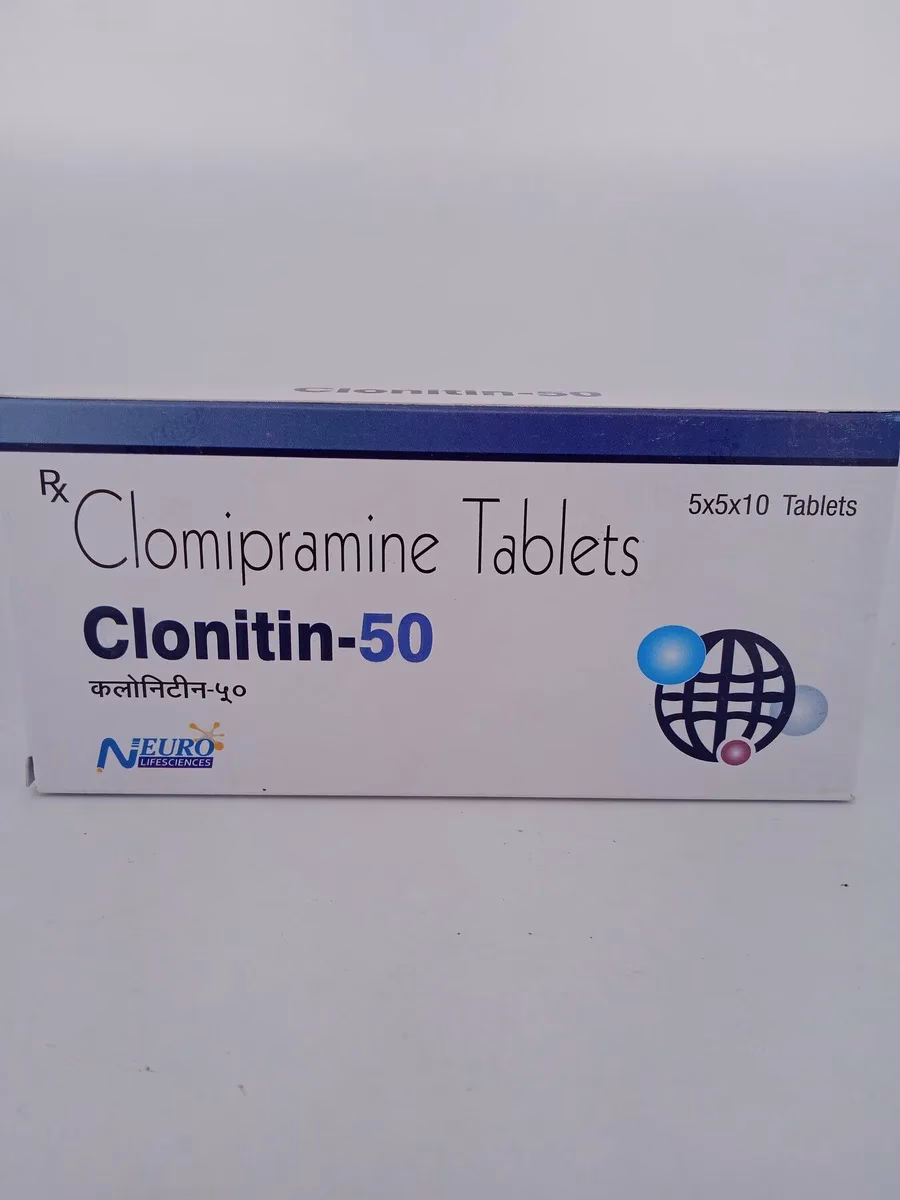 Clonitin-50
Rx
Clomipramine Tablets
5x5x10 Tablets
Clonitin-50
कलोनिटीन-५०
NEURO
LIFESCIENCES